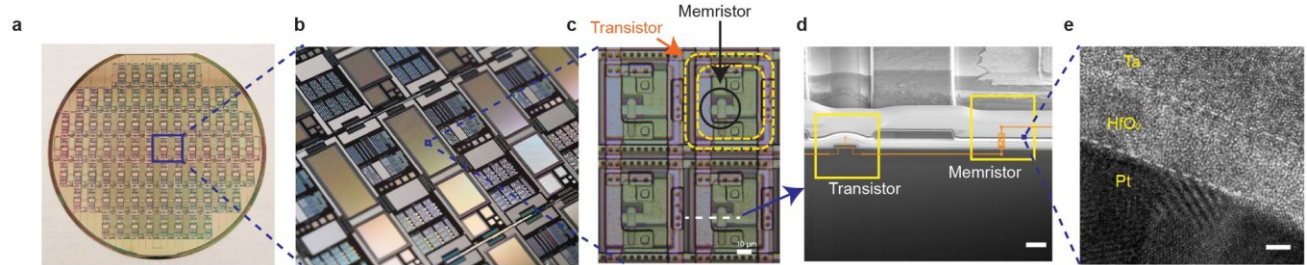 a
b
c
Memristor
Transistor
d
e
10 µm
Transistor
Memristor
Ta
HfO₂
Pt